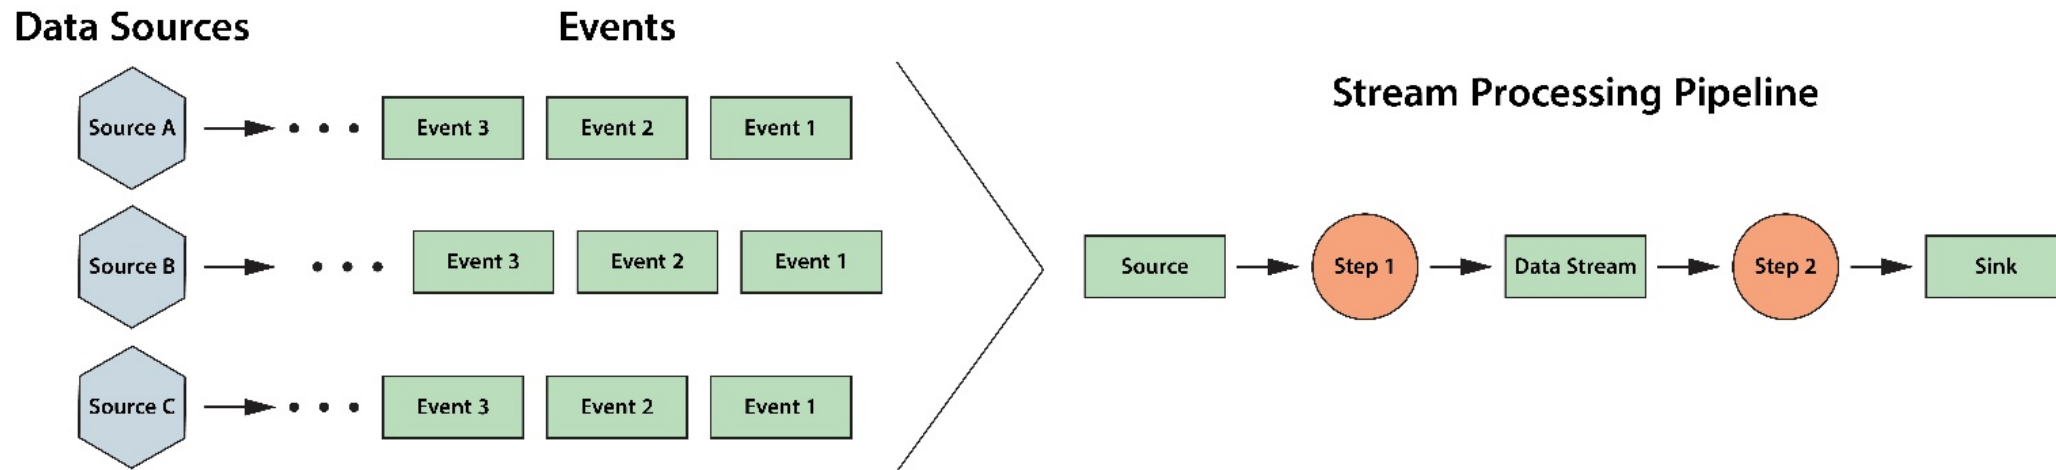 Data Sources
Events
Stream Processing Pipeline
Source A
Event 3
Event 2
Event 1
Source B
Event 3
Event 2
Event 1
Source C
Event 3
Event 2
Event 1
Source
Step 1
Data Stream
Step 2
Sink